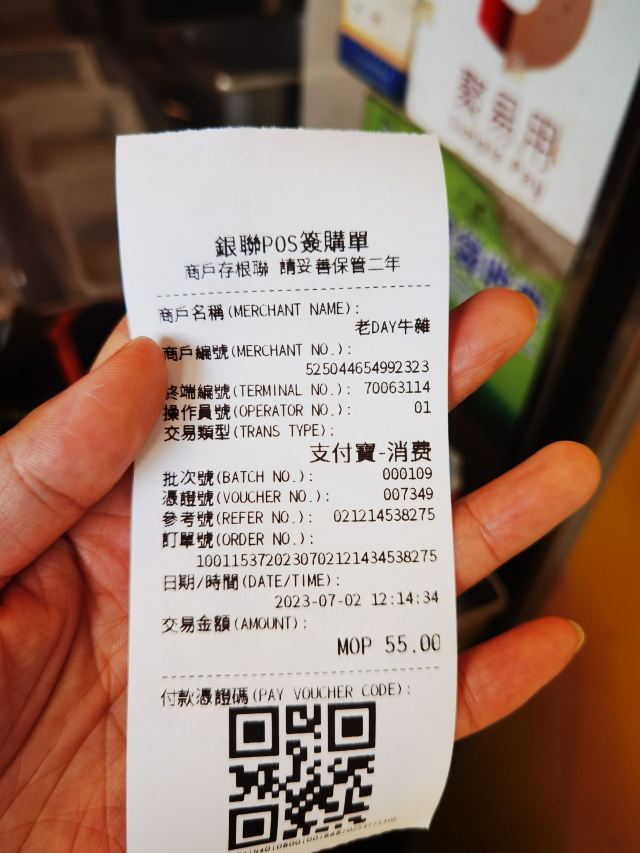 銀聯POS簽購單
商戶存根聯 請妥善保管二年
商戶名稱(MERCHANT NAME):
老DAY牛雜
商戶編號(MERCHANT NO.):
525044654992323
終端編號(TERMINAL NO.): 70063114
操作員號(OPERATOR NO.): 01
交易類型(TRANS TYPE):
支付寶-消费
批次號(BATCH NO.): 000109
憑證號(VOUCHER NO.): 007349
參考號(REFER NO.): 021214538275
訂單號(ORDER NO.):
10011537202307021214345​38275
日期/時間(DATE/TIME):
2023-07-02 12:14:34
交易金額(AMOUNT):
MOP 55.00
付款憑證碼(PAY VOUCHER CODE):
易用